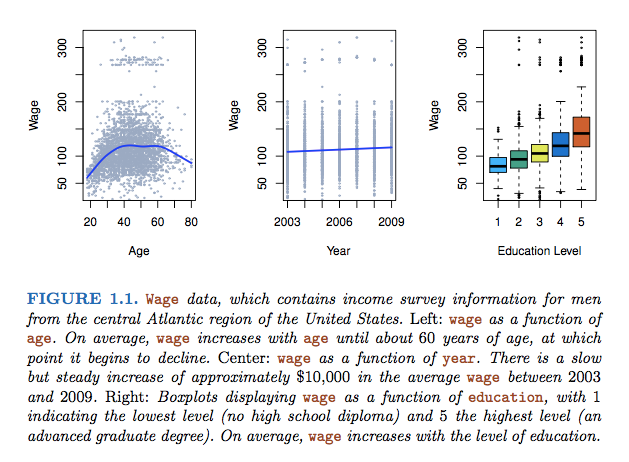 300
200
100
50
Wage
20 40 60 80
Age
300
200
100
50
Wage
2003 2006 2009
Year
300
200
100
50
Wage
1 2 3 4 5
Education Level
FIGURE 1.1. Wage data, which contains income survey information for men
from the central Atlantic region of the United States. Left: wage as a function of
age. On average, wage increases with age until about 60 years of age, at which
point it begins to decline. Center: wage as a function of year. There is a slow
but steady increase of approximately $10,000 in the average wage between 2003
and 2009. Right: Boxplots displaying wage as a function of education, with 1
indicating the lowest level (no high school diploma) and 5 the highest level (an
advanced graduate degree). On average, wage increases with the level of education.